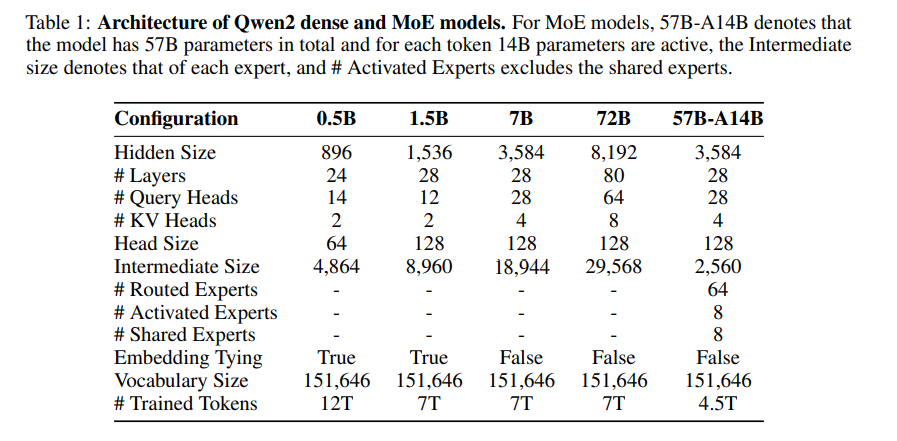 Table 1: Architecture of Qwen2 dense and MoE models. For MoE models, 57B-A14B denotes that
the model has 57B parameters in total and for each token 14B parameters are active, the Intermediate
size denotes that of each expert, and # Activated Experts excludes the shared experts.
Configuration 0.5B 1.5B 7B 72B 57B-A14B
Hidden Size 896 1,536 3,584 8,192 3,584
# Layers 24 28 28 80 28
# Query Heads 14 12 28 64 28
# KV Heads 2 2 4 8 4
Head Size 64 128 128 128 128
Intermediate Size 4,864 8,960 18,944 29,568 2,560
# Routed Experts - - - - 64
# Activated Experts - - - - 8
# Shared Experts - - - - 8
Embedding Tying True True False False False
Vocabulary Size 151,646 151,646 151,646 151,646 151,646
# Trained Tokens 12T 7T 7T 7T 4.5T